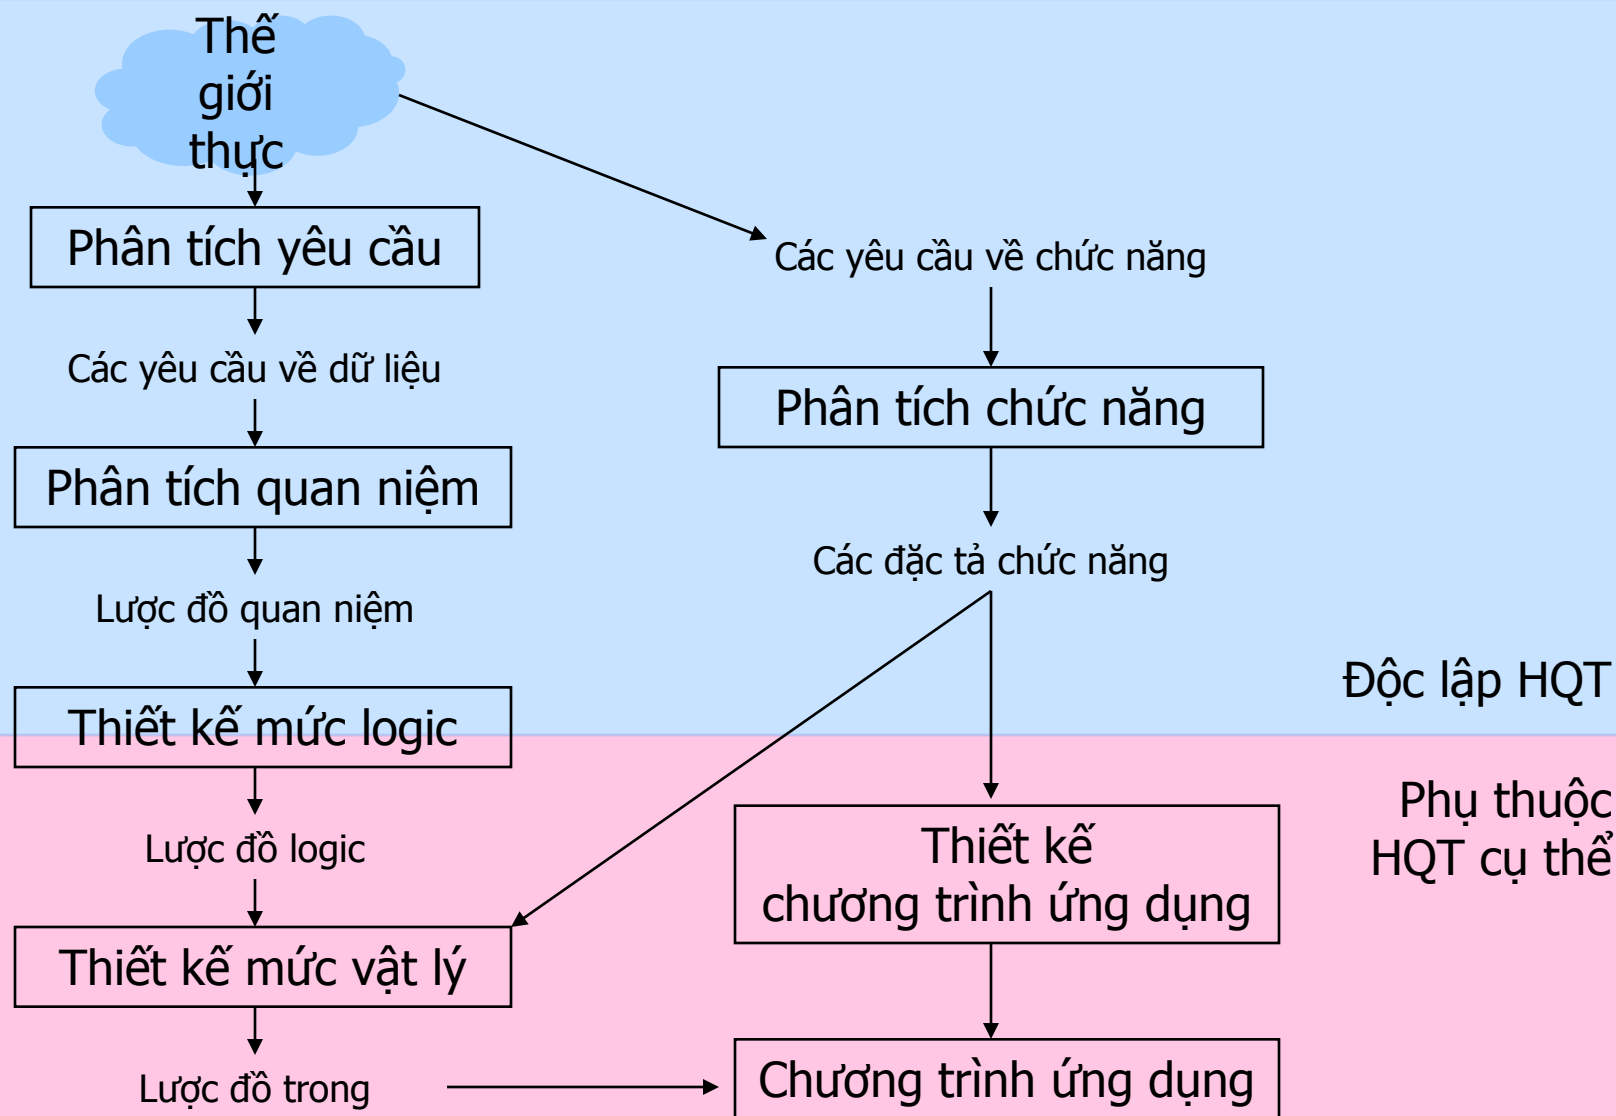 Thế
giới
thực
Phân tích yêu cầu
Các yêu cầu về chức năng
Các yêu cầu về dữ liệu
Phân tích chức năng
Phân tích quan niệm
Các đặc tả chức năng
Lược đồ quan niệm
Độc lập HQT
Thiết kế mức logic
Phụ thuộc
HQT cụ thể
Lược đồ logic
Thiết kế
chương trình ứng dụng
Thiết kế mức vật lý
Lược đồ trong
Chương trình ứng dụng